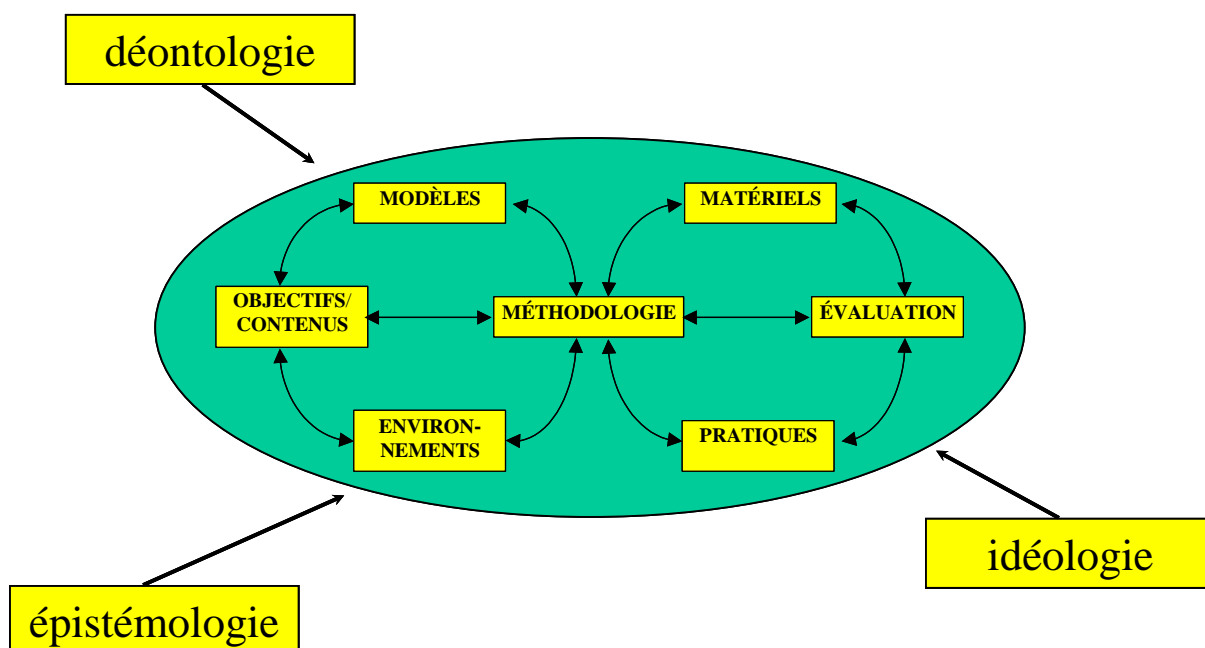 déontologie
MODÈLES
MATÉRIELS
OBJECTIFS/
CONTENUS
MÉTHODOLOGIE
ÉVALUATION
ENVIRON-
NEMENTS
PRATIQUES
idéologie
épistémologie